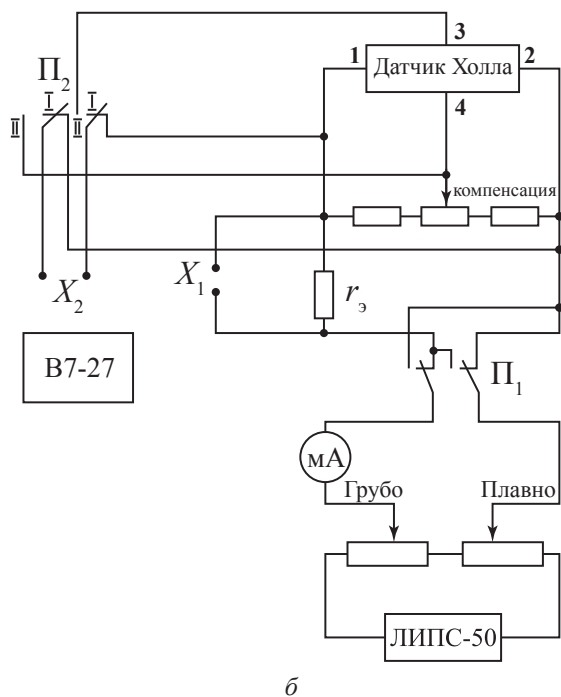 3
1
Датчик Холла
2
П2
I
I
II
II
4
компенсация
X1
X2
rэ
В7-27
П1
мА
Грубо
Плавно
ЛИПС-50
б